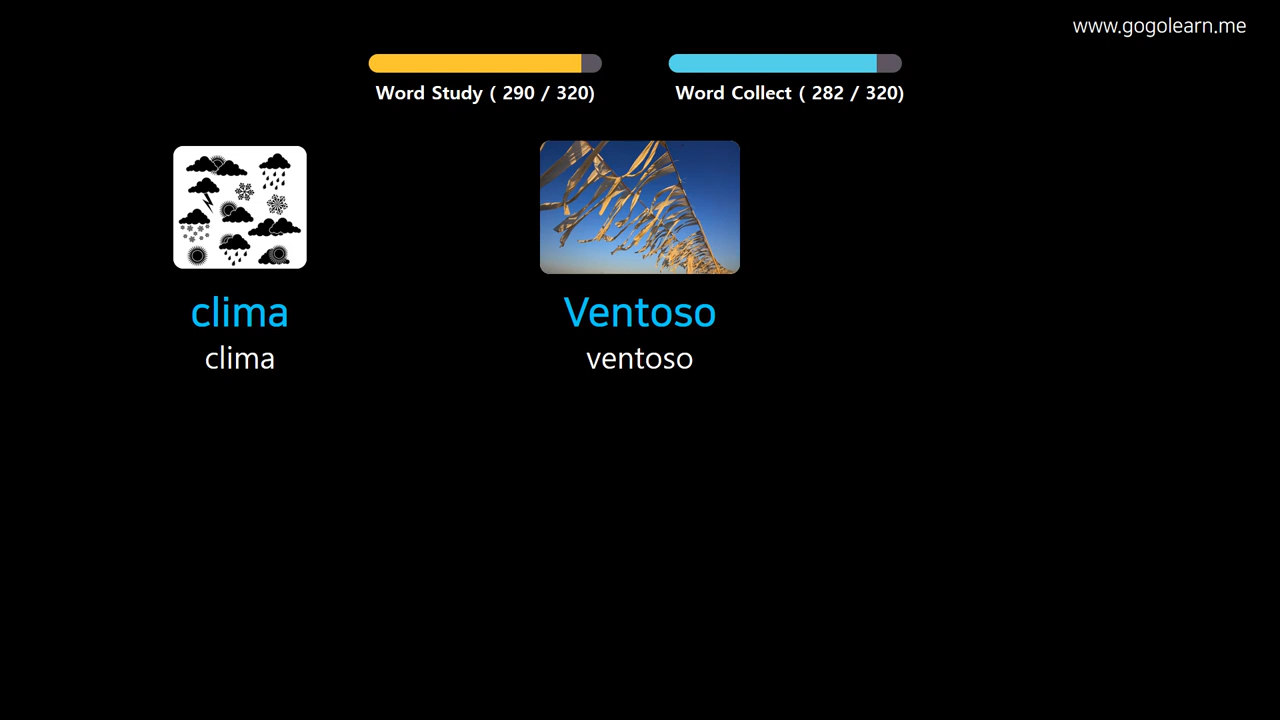 www.gogolearn.me
Word Study ( 290 / 320)
Word Collect ( 282 / 320)
clima
clima
Ventoso
ventoso